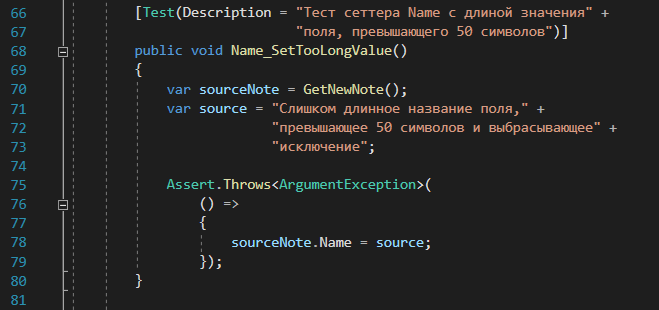 66 [Test(Description = "Тест сеттера Name с длиной значения" +
67 "поля, превышающего 50 символов")]
68 public void Name_SetTooLongValue()
69 {
70 var sourceNote = GetNewNote();
71 var source = "Слишком длинное название поля," +
72 "превышающее 50 символов и выбрасывающее" +
73 "исключение";
74
75 Assert.Throws<ArgumentException>(
76 () =>
77 {
78 sourceNote.Name = source;
79 });
80 }
81